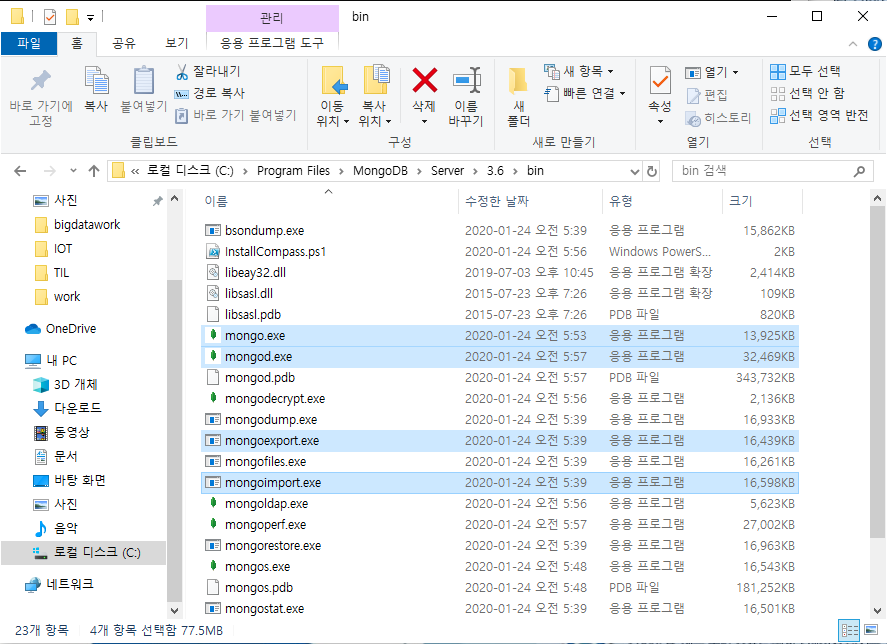 관리
bin
파일
홈
공유
보기
응용 프로그램 도구
바로 가기에 고정
복사
붙여넣기
잘라내기
경로 복사
바로 가기 붙여넣기
클립보드
이동 위치
복사 위치
삭제
이름 바꾸기
구성
새 폴더
새 항목
빠른 연결
새로 만들기
속성
열기
편집
히스토리
열기
모두 선택
선택 안 함
선택 영역 반전
선택
« 로컬 디스크 (C:) > Program Files > MongoDB > Server > 3.6 > bin
bin 검색
사진
bigdatawork
IOT
TIL
work
OneDrive
내 PC
3D 개체
다운로드
동영상
문서
바탕 화면
사진
음악
로컬 디스크 (C:)
네트워크
이름 수정한 날짜 유형 크기
bsondump.exe 2020-01-24 오전 5:39 응용 프로그램 15,862KB
InstallCompass.ps1 2020-01-24 오전 5:56 Windows PowerS... 2KB
libeay32.dll 2019-07-03 오후 10:45 응용 프로그램 확장 2,414KB
libsasl.dll 2015-07-23 오후 7:26 응용 프로그램 확장 109KB
libsasl.pdb 2015-07-23 오후 7:26 PDB 파일 820KB
mongo.exe 2020-01-24 오전 5:53 응용 프로그램 13,925KB
mongod.exe 2020-01-24 오전 5:57 응용 프로그램 32,469KB
mongod.pdb 2020-01-24 오전 5:57 PDB 파일 343,732KB
mongodecrypt.exe 2020-01-24 오전 5:56 응용 프로그램 2,136KB
mongodump.exe 2020-01-24 오전 5:39 응용 프로그램 16,933KB
mongoexport.exe 2020-01-24 오전 5:39 응용 프로그램 16,439KB
mongofiles.exe 2020-01-24 오전 5:39 응용 프로그램 16,261KB
mongoimport.exe 2020-01-24 오전 5:39 응용 프로그램 16,598KB
mongoldap.exe 2020-01-24 오전 5:56 응용 프로그램 5,623KB
mongoperf.exe 2020-01-24 오전 5:57 응용 프로그램 27,002KB
mongorestore.exe 2020-01-24 오전 5:39 응용 프로그램 16,963KB
mongos.exe 2020-01-24 오전 5:48 응용 프로그램 16,543KB
mongos.pdb 2020-01-24 오전 5:48 PDB 파일 181,252KB
mongostat.exe 2020-01-24 오전 5:39 응용 프로그램 16,501KB
23개 항목 4개 항목 선택함 77.5MB